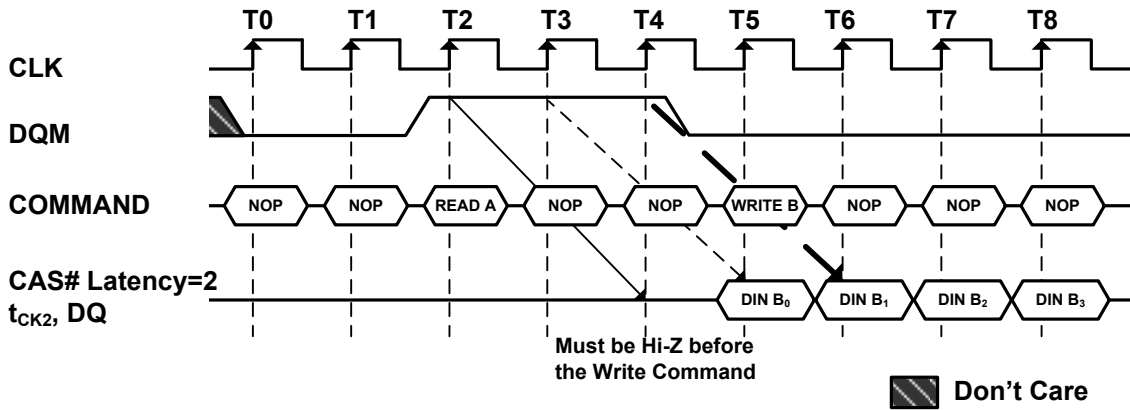 T0 T1 T2 T3 T4 T5 T6 T7 T8
CLK
DQM
COMMAND NOP NOP READ A NOP NOP WRITE B NOP NOP NOP
CAS# Latency=2
tCK2, DQ DIN B0 DIN B1 DIN B2 DIN B3
Must be Hi-Z before
the Write Command
Don't Care